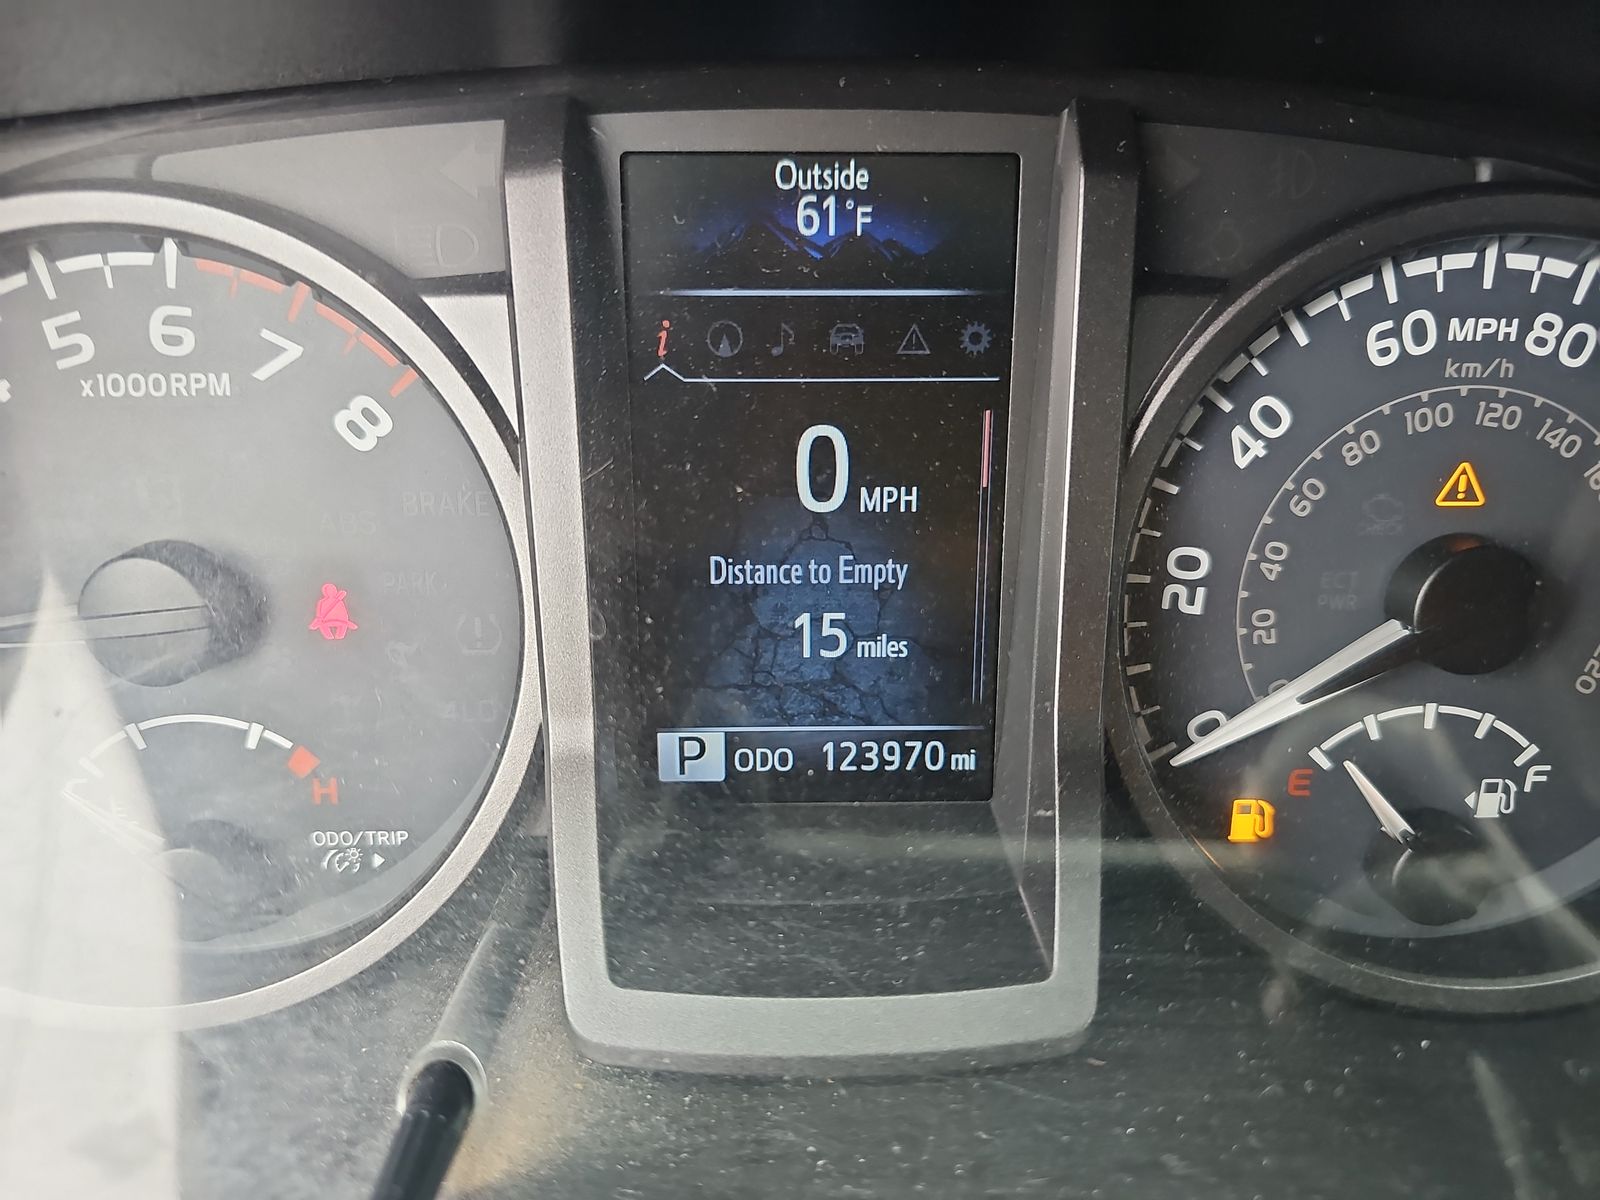 Outside
61°F
5
6
7
8
x1000RPM
BRAKE
ABS
PARK
4LO
H
ODO/TRIP
i
0 MPH
Distance to Empty
15 miles
P ODO 123970 mi
0
20
40
60 MPH 80
km/h
20
40
60
80
100
120
140
ECT
PWR
E
F